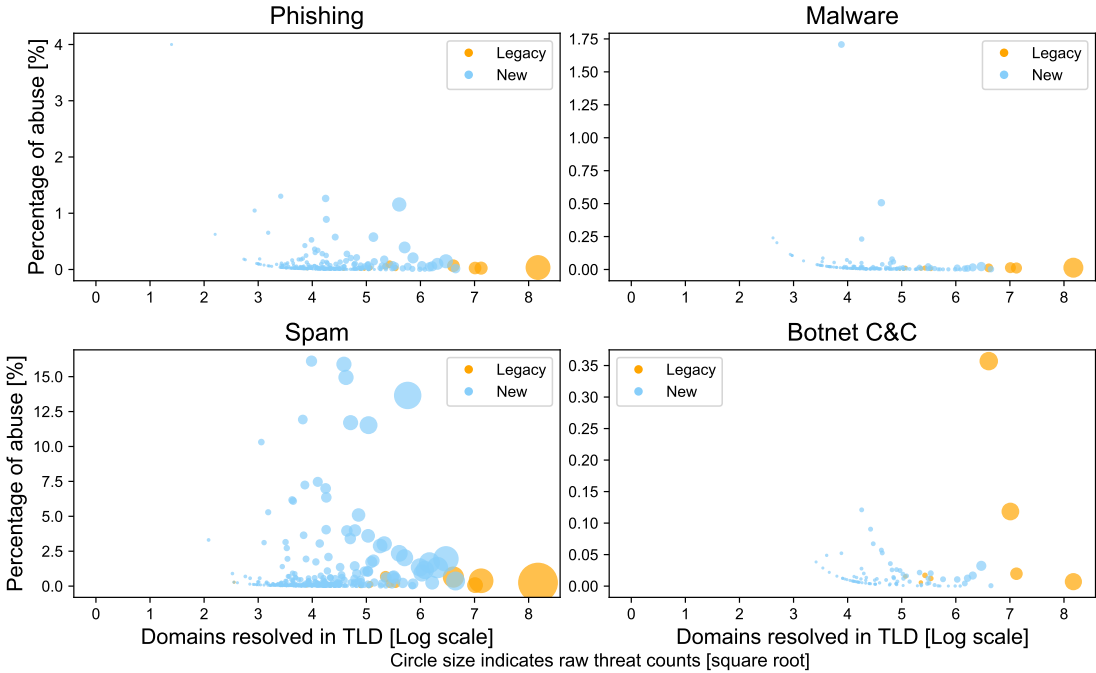 Phishing
Percentage of abuse [%]
4
3
2
1
0
0 1 2 3 4 5 6 7 8
Legacy
New
Malware
1.75
1.50
1.25
1.00
0.75
0.50
0.25
0.00
0 1 2 3 4 5 6 7 8
Legacy
New
Spam
Percentage of abuse [%]
15.0
12.5
10.0
7.5
5.0
2.5
0.0
0 1 2 3 4 5 6 7 8
Domains resolved in TLD [Log scale]
Legacy
New
Botnet C&C
0.35
0.30
0.25
0.20
0.15
0.10
0.05
0.00
0 1 2 3 4 5 6 7 8
Domains resolved in TLD [Log scale]
Legacy
New
Circle size indicates raw threat counts [square root]